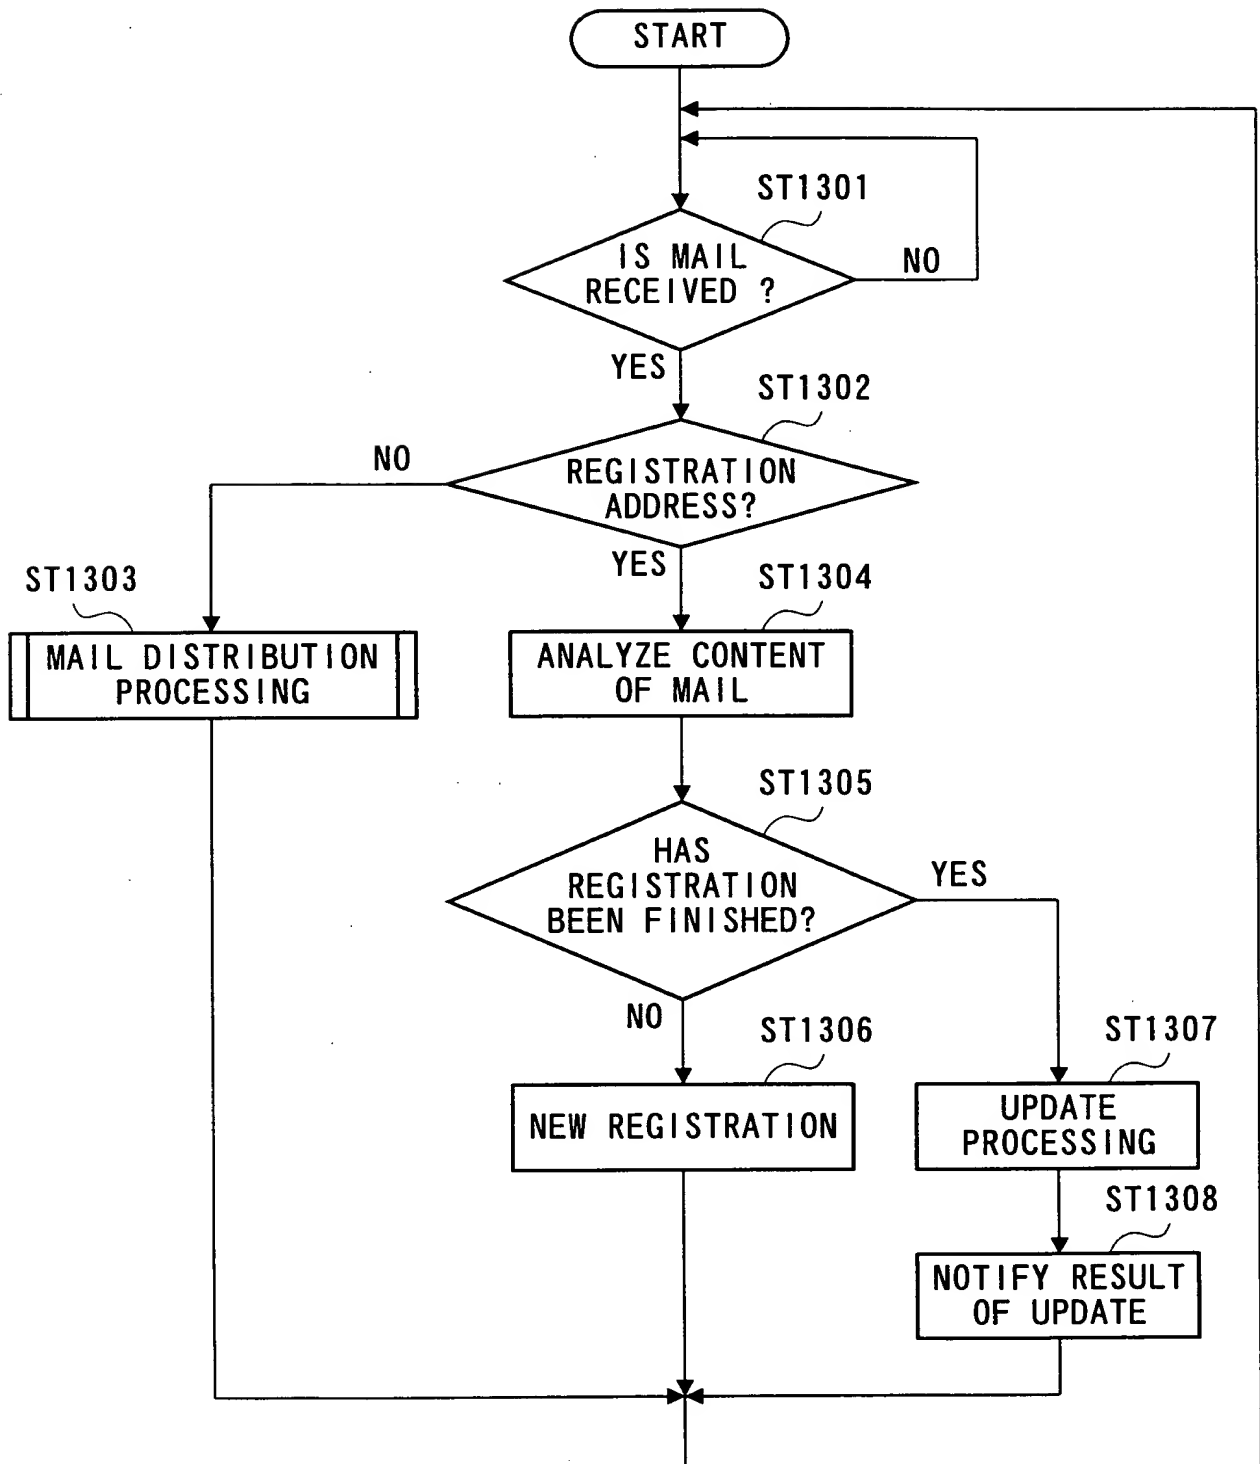 START
ST1301
IS MAIL
RECEIVED ?
NO
YES
ST1302
NO
REGISTRATION
ADDRESS?
YES
ST1303
ST1304
MAIL DISTRIBUTION
PROCESSING
ANALYZE CONTENT
OF MAIL
ST1305
HAS
REGISTRATION
BEEN FINISHED?
YES
NO
ST1306
ST1307
NEW REGISTRATION
UPDATE
PROCESSING
ST1308
NOTIFY RESULT
OF UPDATE